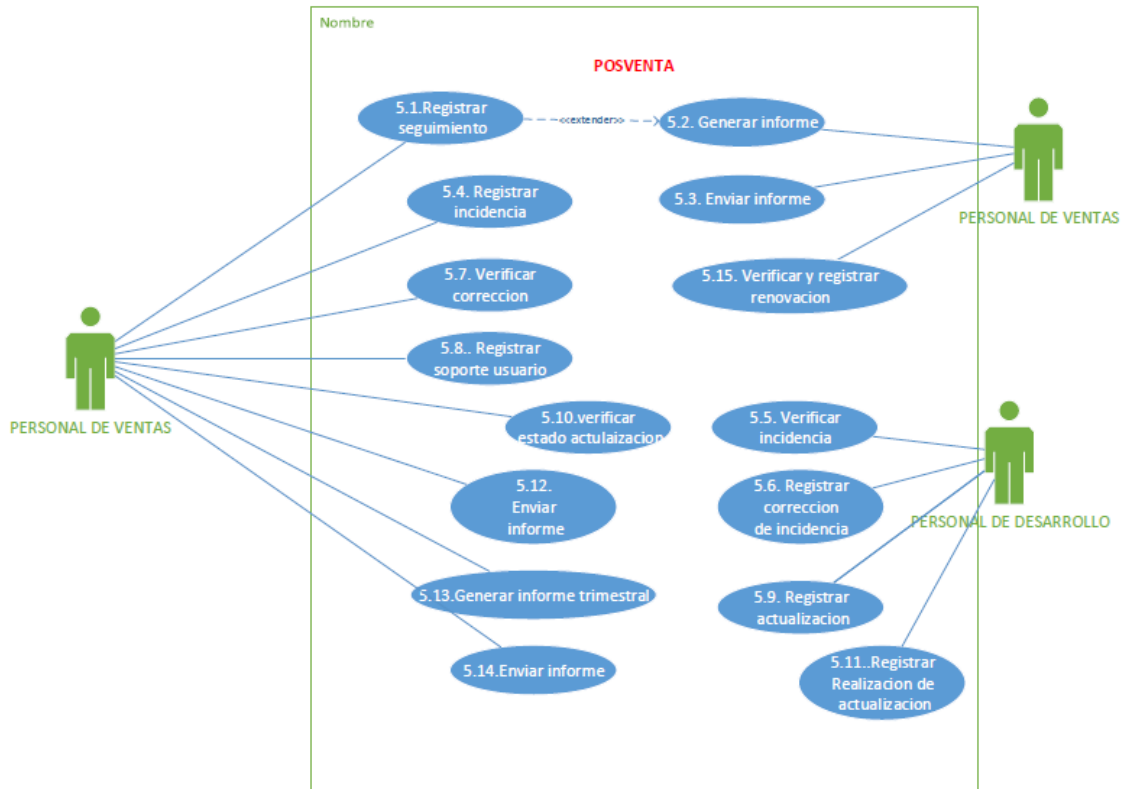 Nombre
POSVENTA
5.1.Registrar
seguimiento
<<extender>>
5.2. Generar informe
5.3. Enviar informe
PERSONAL DE VENTAS
5.4. Registrar
incidencia
5.7. Verificar
correccion
5.15. Verificar y registrar
renovacion
5.8.. Registrar
soporte usuario
PERSONAL DE VENTAS
5.10.verificar
estado actulaizacion
5.5. Verificar
incidencia
5.12.
Enviar
informe
5.6. Registrar
correccion
de incidencia
PERSONAL DE DESARROLLO
5.13.Generar informe trimestral
5.9. Registrar
actualizacion
5.14.Enviar informe
5.11..Registrar
Realizacion de
actualizacion